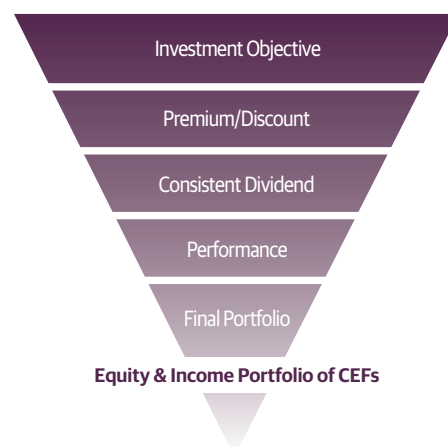 Investment Objective
Premium/Discount
Consistent Dividend
Performance
Final Portfolio
Equity & Income Portfolio of CEFs